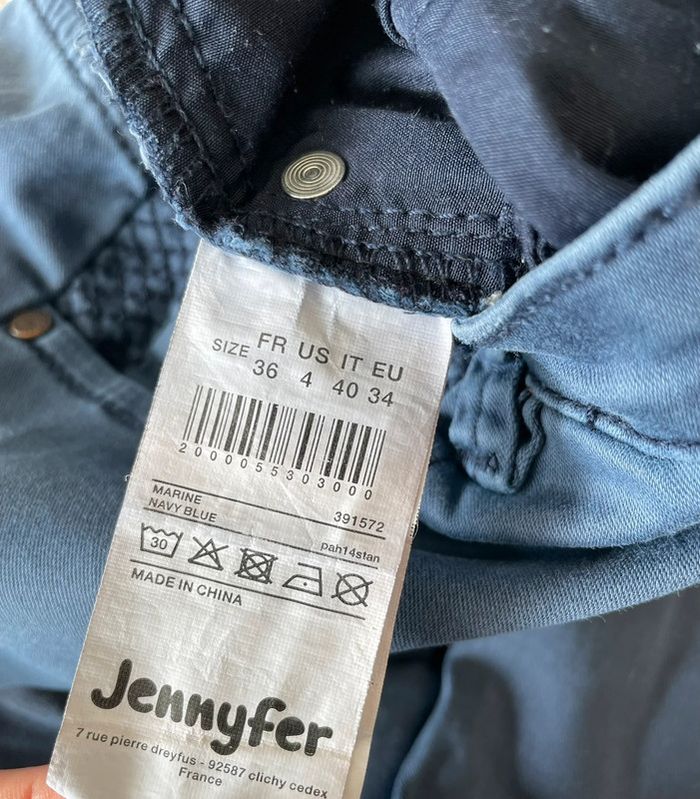 SIZE FR US IT EU
36 4 40 34
2000055303000
MARINE
NAVY BLUE 391572
pah14stan
30
MADE IN CHINA
Jennyfer
7 rue pierre dreyfus - 92587 clichy cedex
France